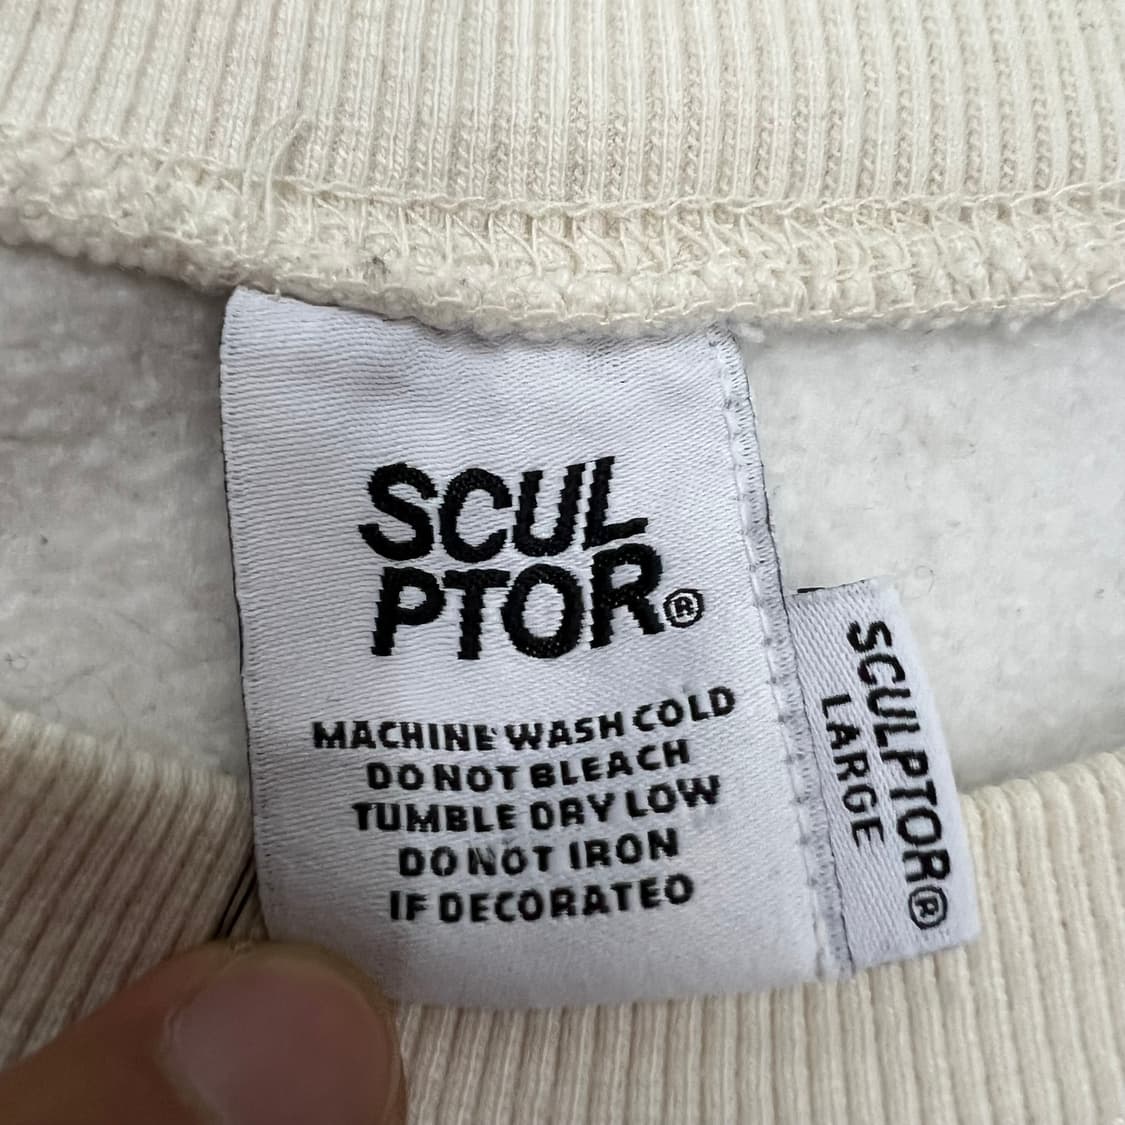 SCUL
PTOR®
MACHINE WASH COLD
DO NOT BLEACH
TUMBLE DRY LOW
DO NOT IRON
IF DECORATED
SCULPTOR®
LARGE